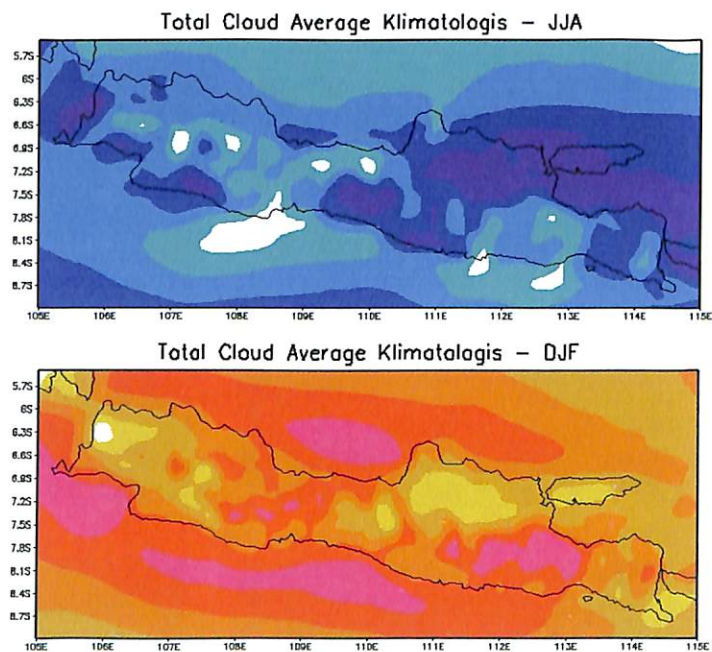 Total Cloud Average Klimatologis - JJA
5.7S
6S
6.3S
6.6S
6.9S
7.2S
7.5S
7.8S
8.1S
8.4S
8.7S
105E 106E 107E 108E 109E 110E 111E 112E 113E 114E 115E
Total Cloud Average Klimatalagis - DJF
5.7S
6S
6.3S
6.6S
6.9S
7.2S
7.5S
7.8S
8.1S
8.4S
8.7S
105E 106E 107E 108E 109E 110E 111E 112E 113E 114E 115E